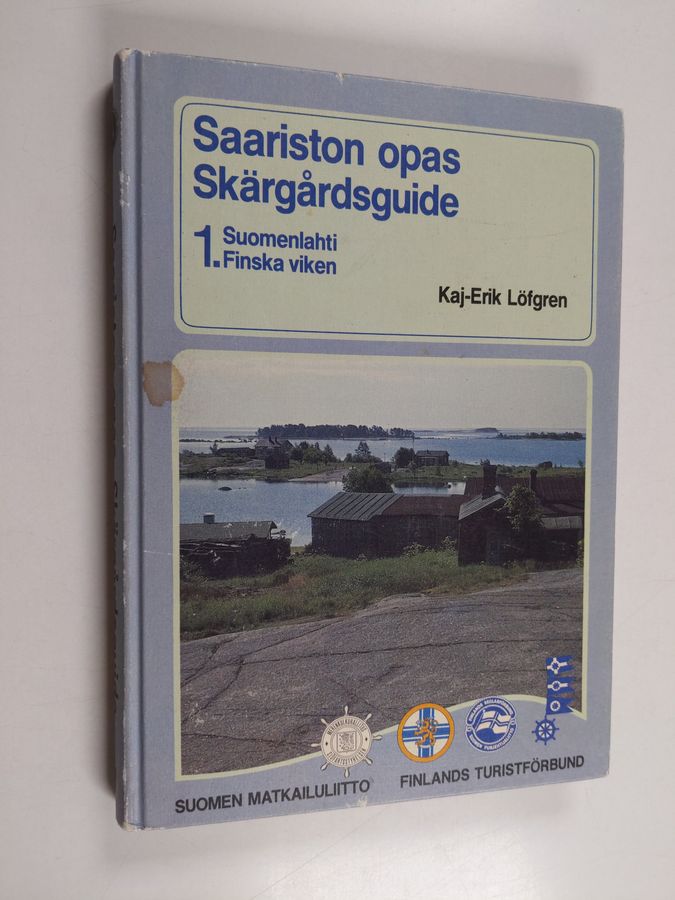 Saariston opas
Skärgårdsguide
1. Suomenlahti
Finska viken
Kaj-Erik Löfgren
SUOMEN MATKAILULIITTO
FINLANDS TURISTFÖRBUND